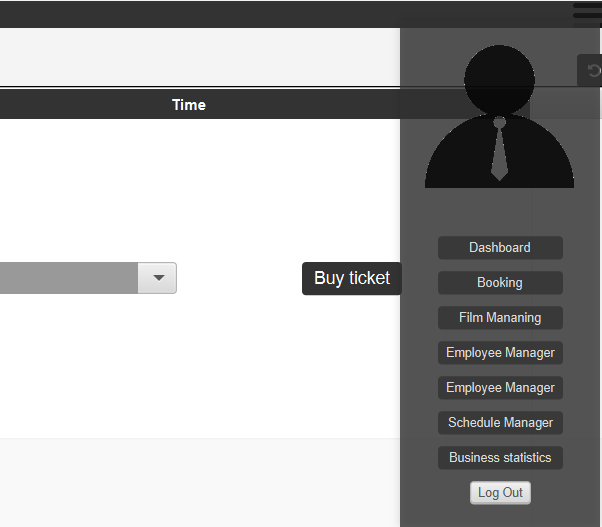 Time
Buy ticket
Dashboard
Booking
Film Mananing
Employee Manager
Employee Manager
Schedule Manager
Business statistics
Log Out